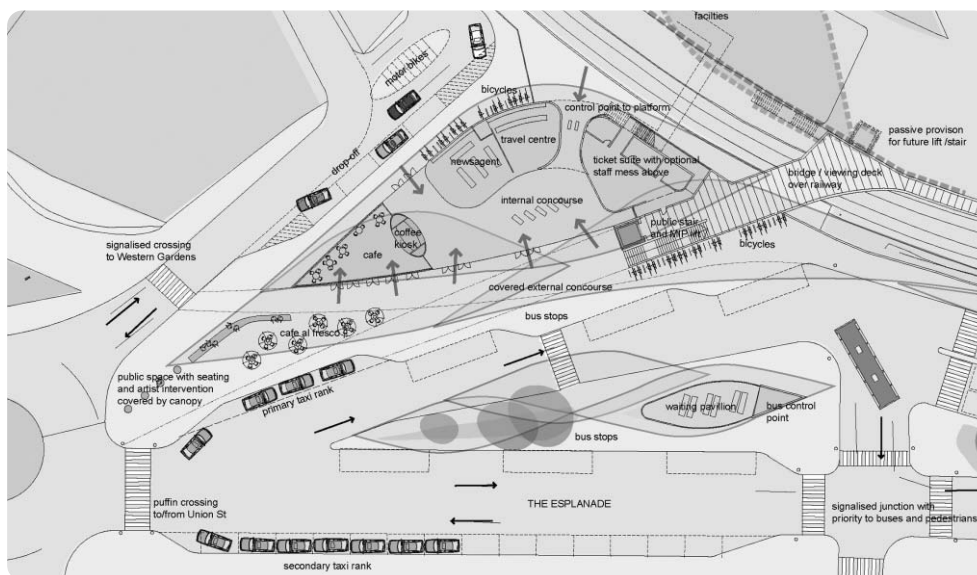 facilties
motor bikes
bicycles
control point to platform
travel centre
newsagent
ticket suite with optional
staff mess above
passive provison
for future lift /stair
bridge / viewing deck
over railway
drop-off
internal concourse
public stair
and MIP lift
bicycles
coffee
kiosk
cafe
signalised crossing
to Western Gardens
covered external concourse
bus stops
cafe al fresco
public space with seating
and artist intervention
covered by canopy
primary taxi rank
waiting pavilion
bus control
point
bus stops
puffin crossing
to/from Union St
THE ESPLANADE
signalised junction with
priority to buses and pedestrians
secondary taxi rank